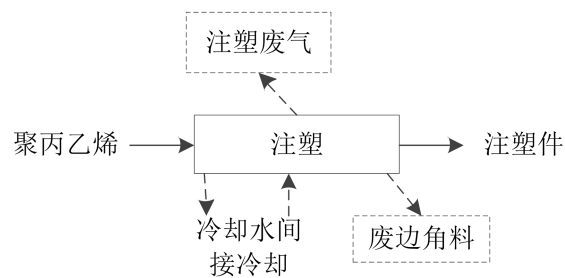 注塑废气
聚丙乙烯
注塑
注塑件
冷却水间
接冷却
废边角料